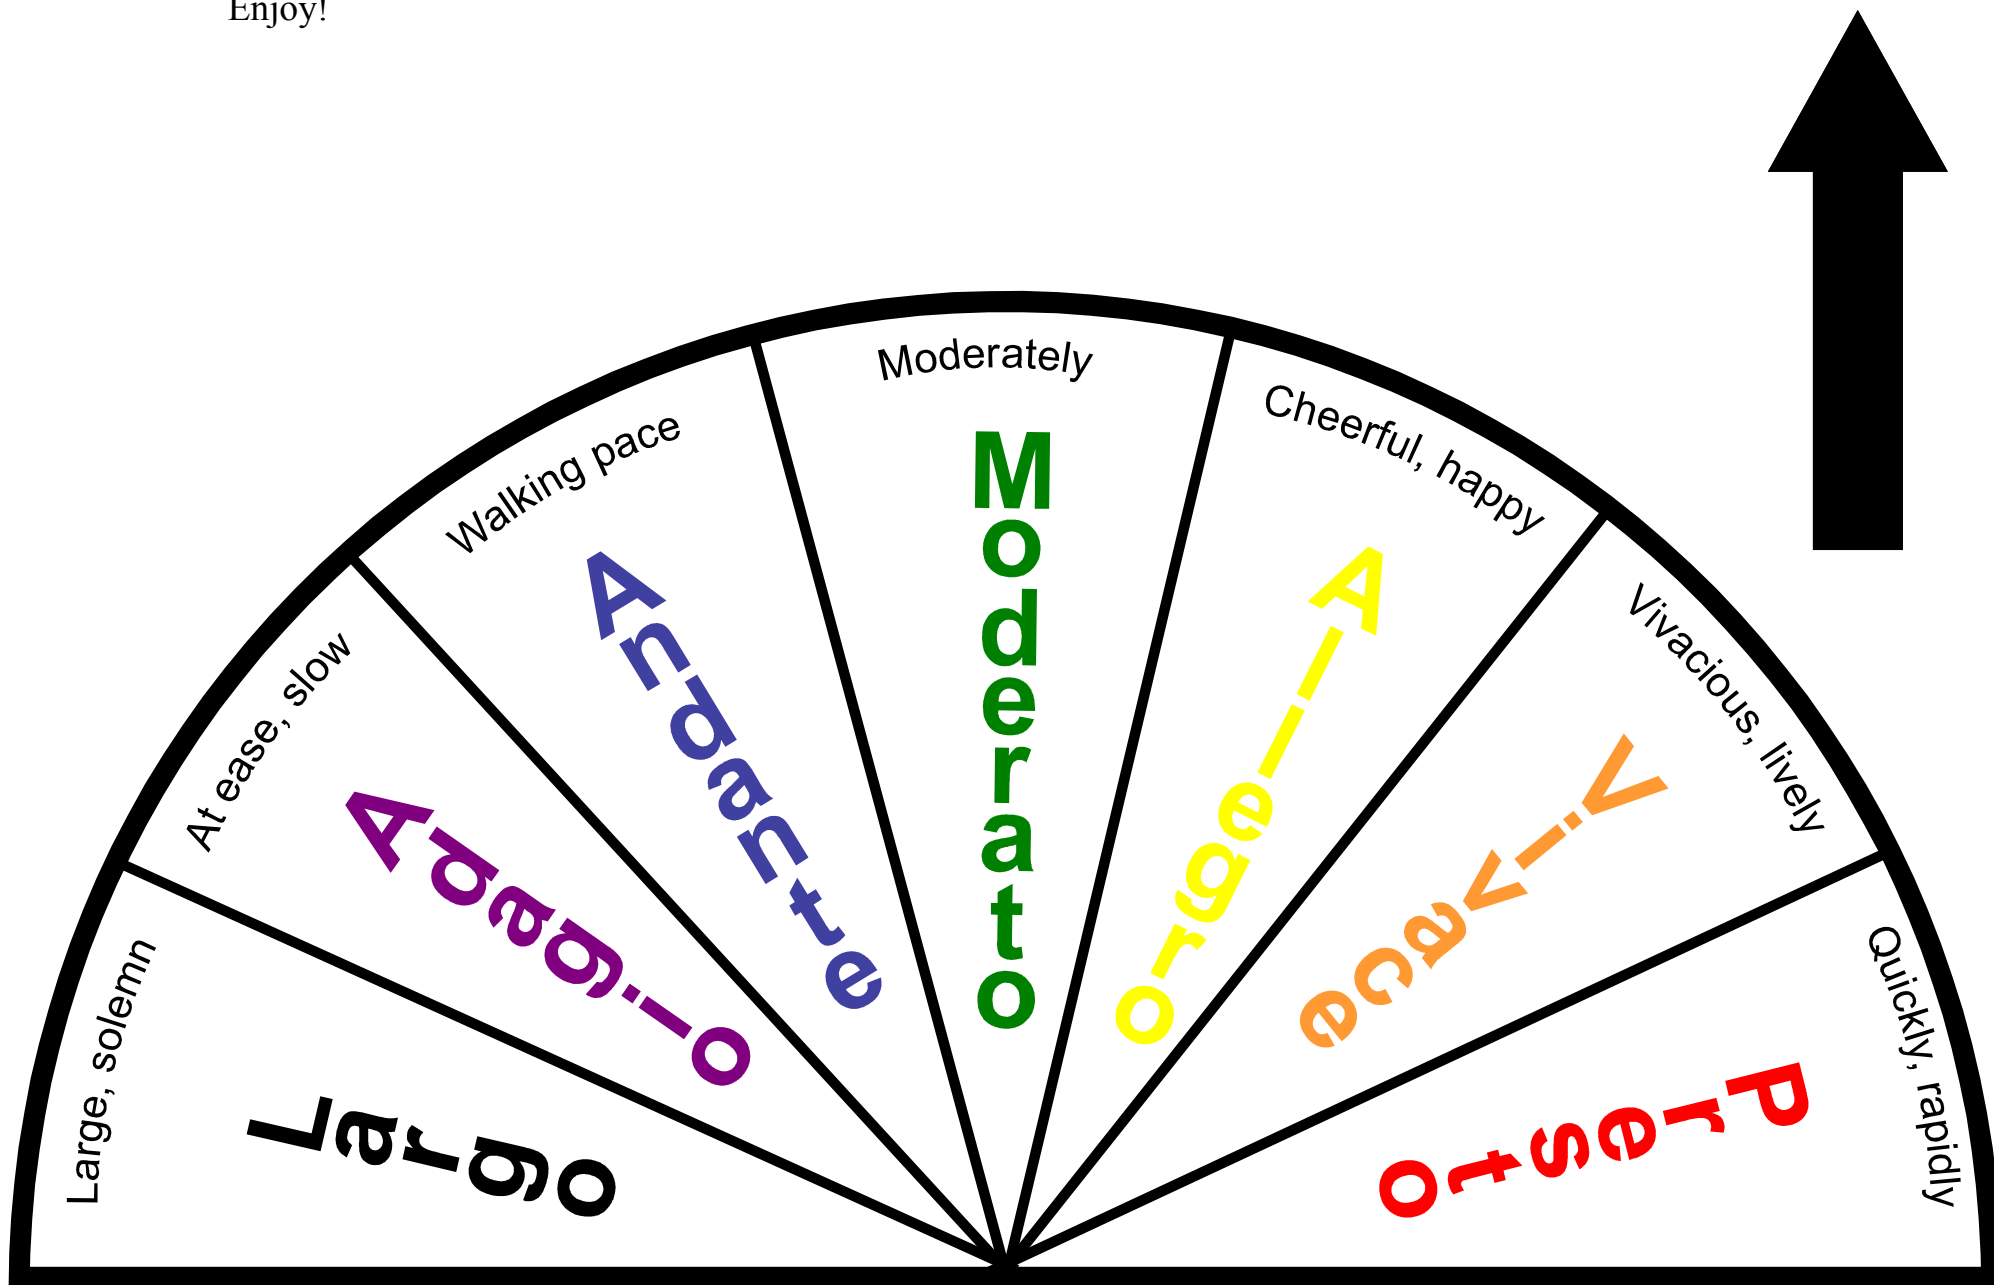 Enjoy!
Large, solemn
Largo
At ease, slow
Adagio
Walking pace
Andante
Moderately
Moderato
Cheerful, happy
Allegro
Vivacious, lively
Vivace
Quickly, rapidly
Presto